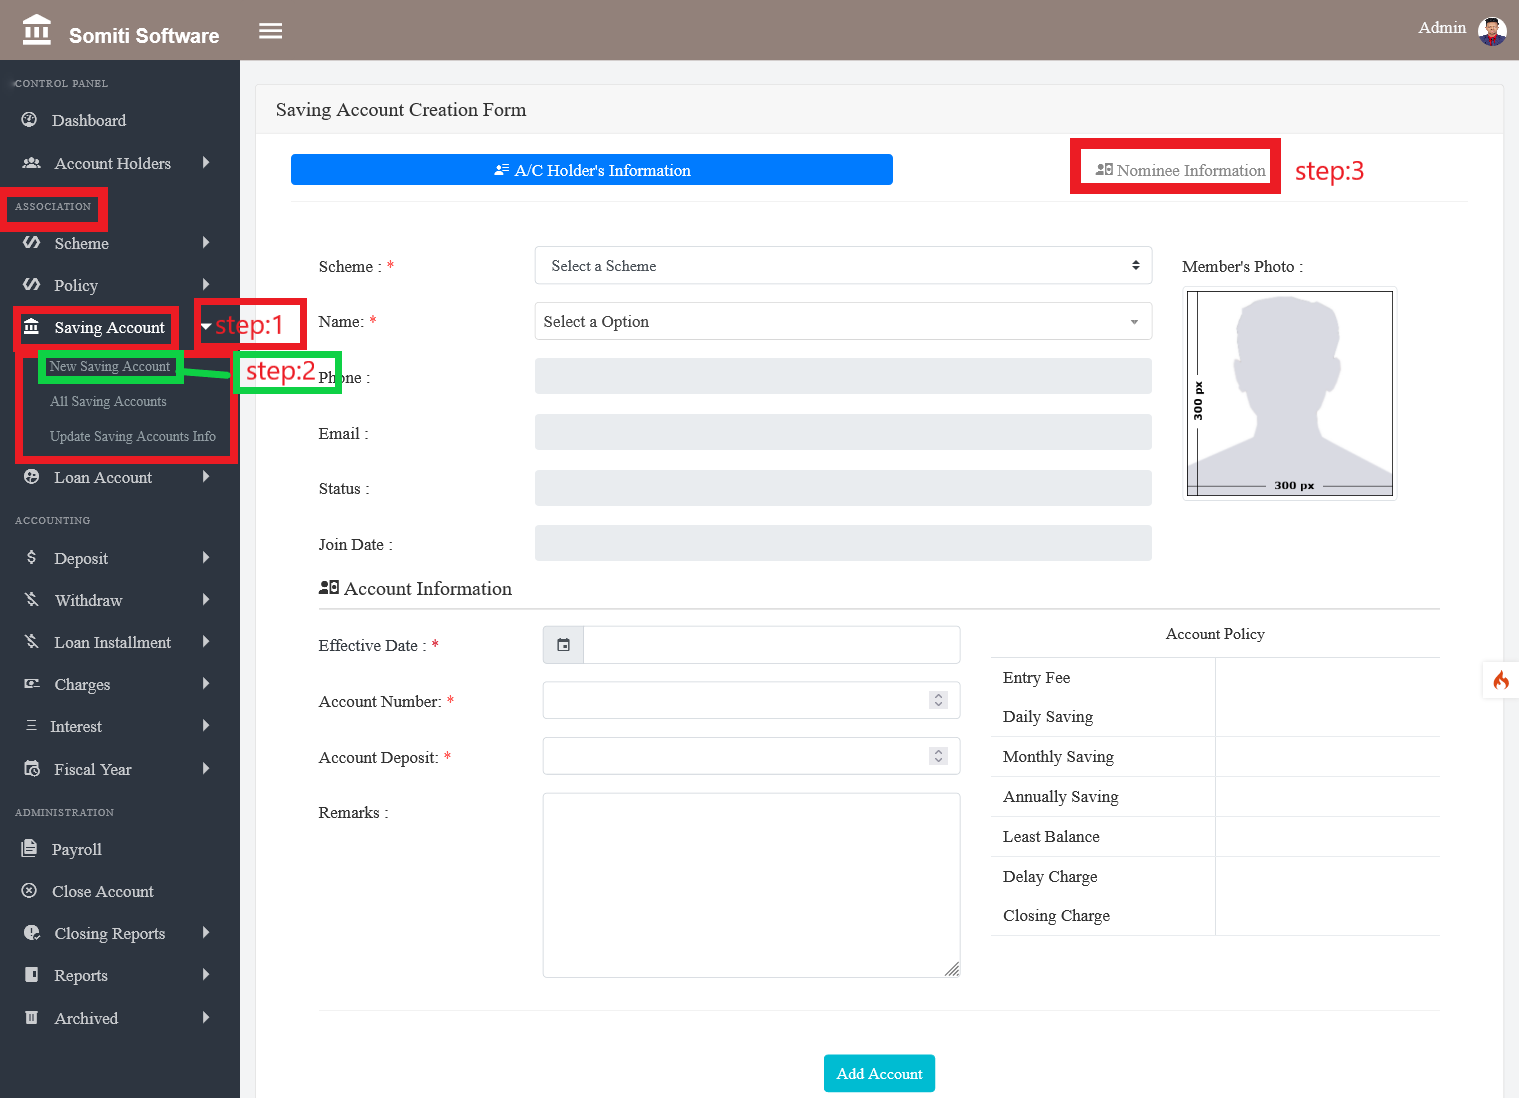 Somiti Software
Admin
CONTROL PANEL
Dashboard
Account Holders
ASSOCIATION
Scheme
Policy
Saving Account
step:1
New Saving Account
step:2
All Saving Accounts
Update Saving Accounts Info
Loan Account
ACCOUNTING
Deposit
Withdraw
Loan Installment
Charges
Interest
Fiscal Year
ADMINISTRATION
Payroll
Close Account
Closing Reports
Reports
Archived
Saving Account Creation Form
A/C Holder's Information
Nominee Information
step:3
Scheme : *
Select a Scheme
Name: *
Select a Option
Phone :
Email :
Status :
Join Date :
Member's Photo :
300 px
300 px
Account Information
Effective Date : *
Account Number: *
Account Deposit: *
Remarks :
Account Policy
Entry Fee
Daily Saving
Monthly Saving
Annually Saving
Least Balance
Delay Charge
Closing Charge
Add Account